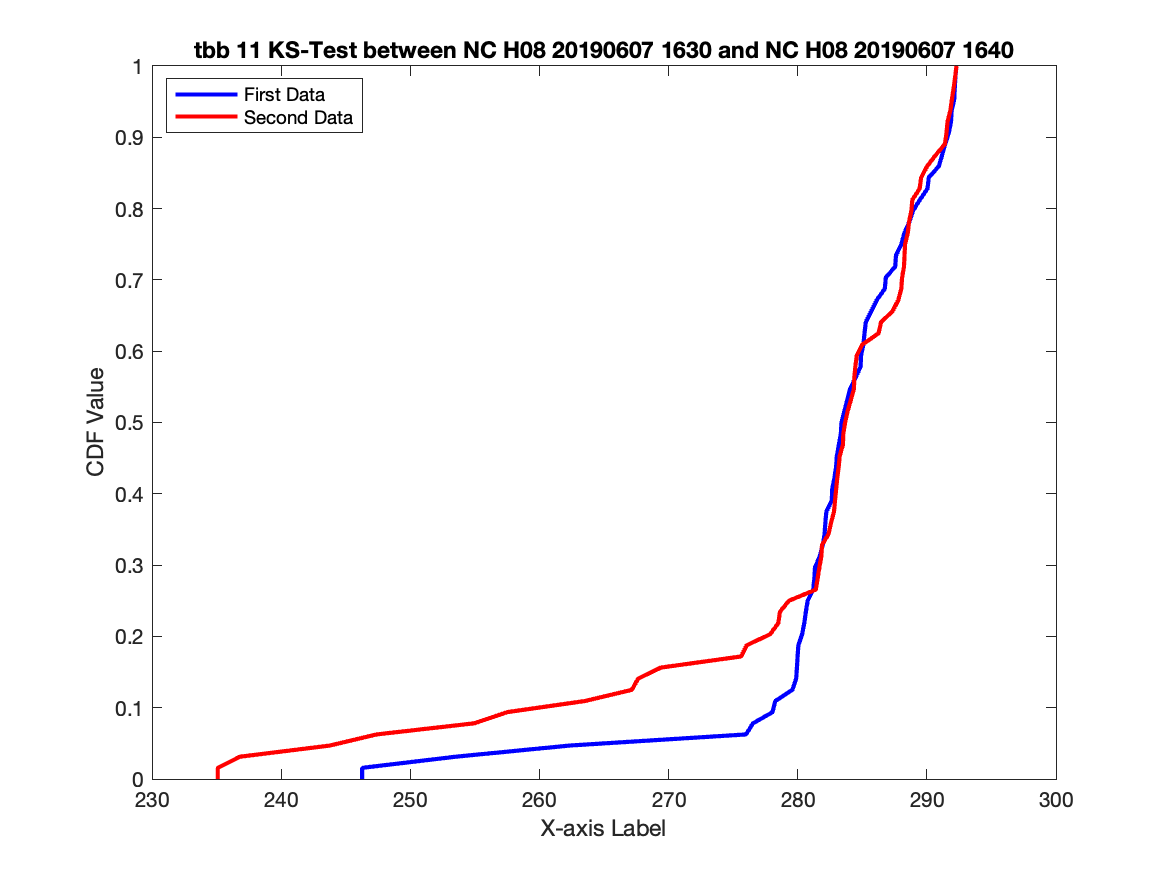 tbb 11 KS-Test between NC H08 20190607 1630 and NC H08 20190607 1640
First Data
Second Data
1
0.9
0.8
0.7
0.6
0.5
0.4
0.3
0.2
0.1
0
CDF Value
230 240 250 260 270 280 290 300
X-axis Label